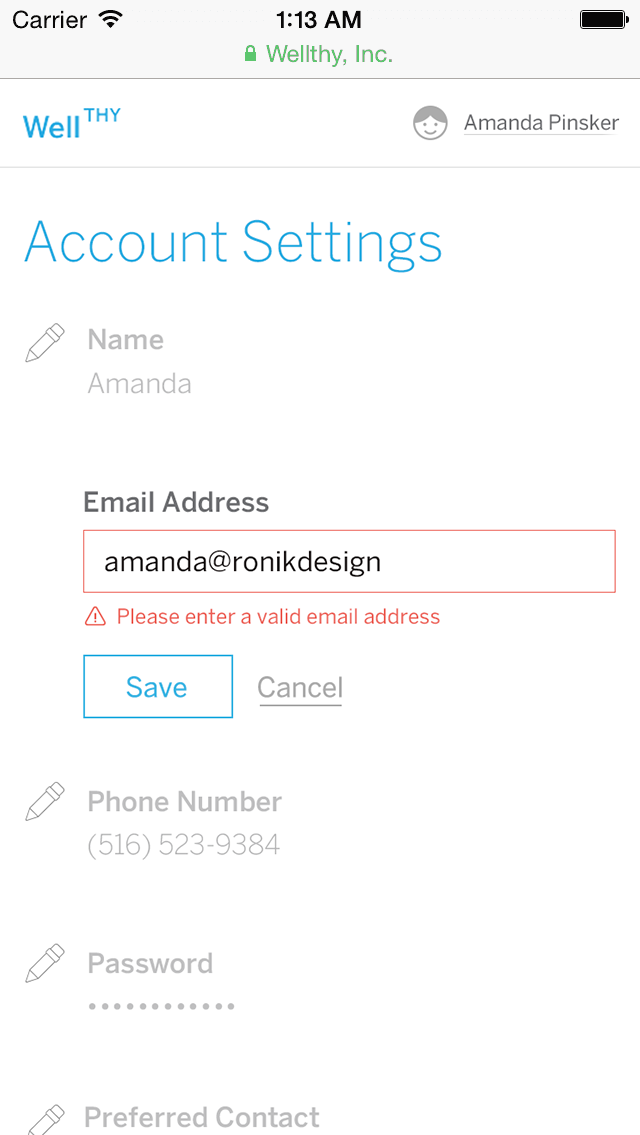 Carrier 1:13 AM
Wellthy, Inc.
WellTHY Amanda Pinsker
Account Settings
Name
Amanda
Email Address
amanda@ronikdesign
Please enter a valid email address
Save Cancel
Phone Number
(516) 523-9384
Password
••••••••••••
Preferred Contact